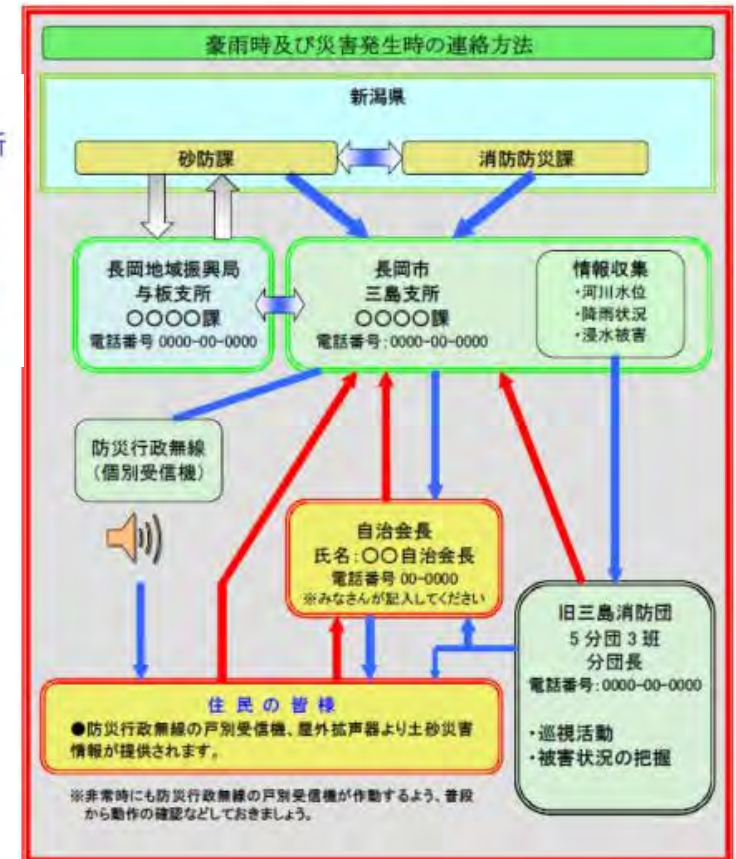 豪雨時及び災害発生時の連絡方法
新潟県
砂防課
消防防災課
所
長岡地域振興局
与板支所
〇〇〇〇課
電話番号 0000-00-0000
長岡市
三島支所
〇〇〇〇課
電話番号:0000-00-0000
情報収集
・河川水位
・降雨状況
・浸水被害
防災行政無線
(個別受信機)
自治会長
氏名:〇〇自治会長
電話番号 00-0000
※みなさんが記入してください
旧三島消防団
5分団3班
分団長
電話番号:0000-00-0000
・巡視活動
・被害状況の把握
住民の皆様
●防災行政無線の戸別受信機、屋外拡声器より土砂災害
情報が提供されます。
※非常時にも防災行政無線の戸別受信機が作動するよう、普段
から動作の確認などしておきましょう。